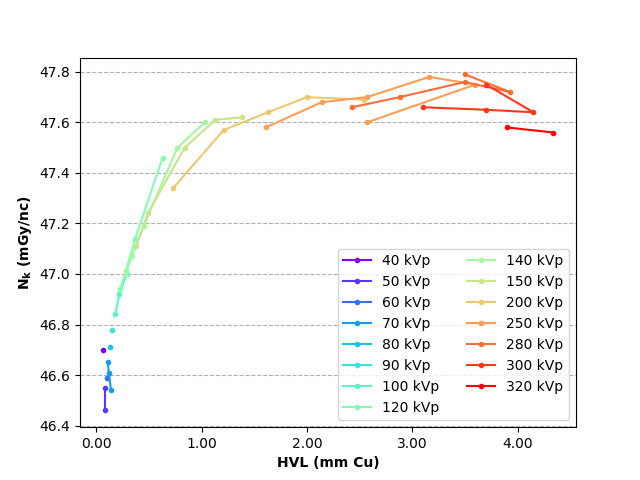 47.8
47.6
47.4
47.2
47.0
46.8
46.6
46.4
N_k (mGy/nc)
0.00 1.00 2.00 3.00 4.00
HVL (mm Cu)
40 kVp
50 kVp
60 kVp
70 kVp
80 kVp
90 kVp
100 kVp
120 kVp
140 kVp
150 kVp
200 kVp
250 kVp
280 kVp
300 kVp
320 kVp